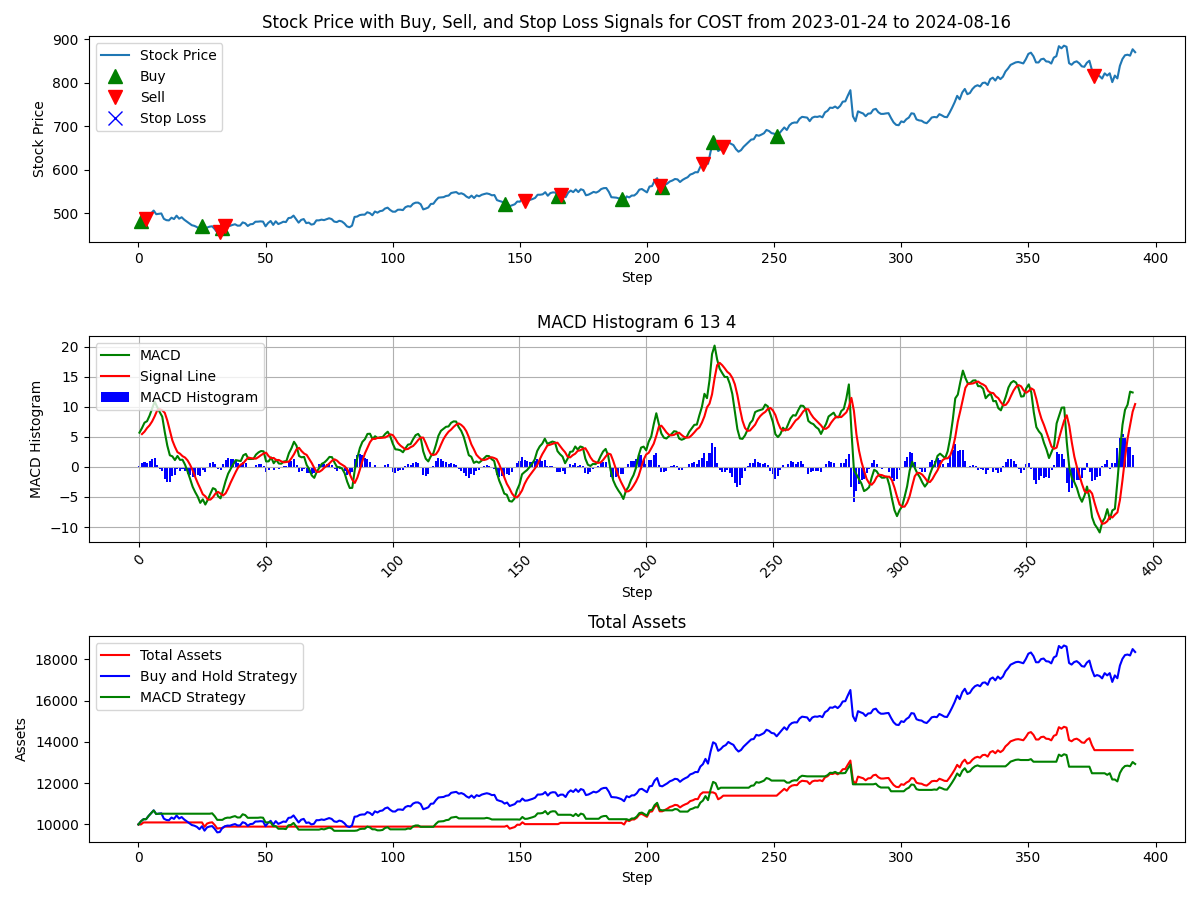 Stock Price with Buy, Sell, and Stop Loss Signals for COST from 2023-01-24 to 2024-08-16
900
800
700
600
500
Stock Price
Stock Price
Buy
Sell
Stop Loss
0 50 100 150 200 250 300 350 400
Step
MACD Histogram 6 13 4
20
15
10
5
0
−5
−10
MACD Histogram
MACD
Signal Line
MACD Histogram
0 50 100 150 200 250 300 350 400
Step
Total Assets
18000
16000
14000
12000
10000
Assets
Total Assets
Buy and Hold Strategy
MACD Strategy
0 50 100 150 200 250 300 350 400
Step